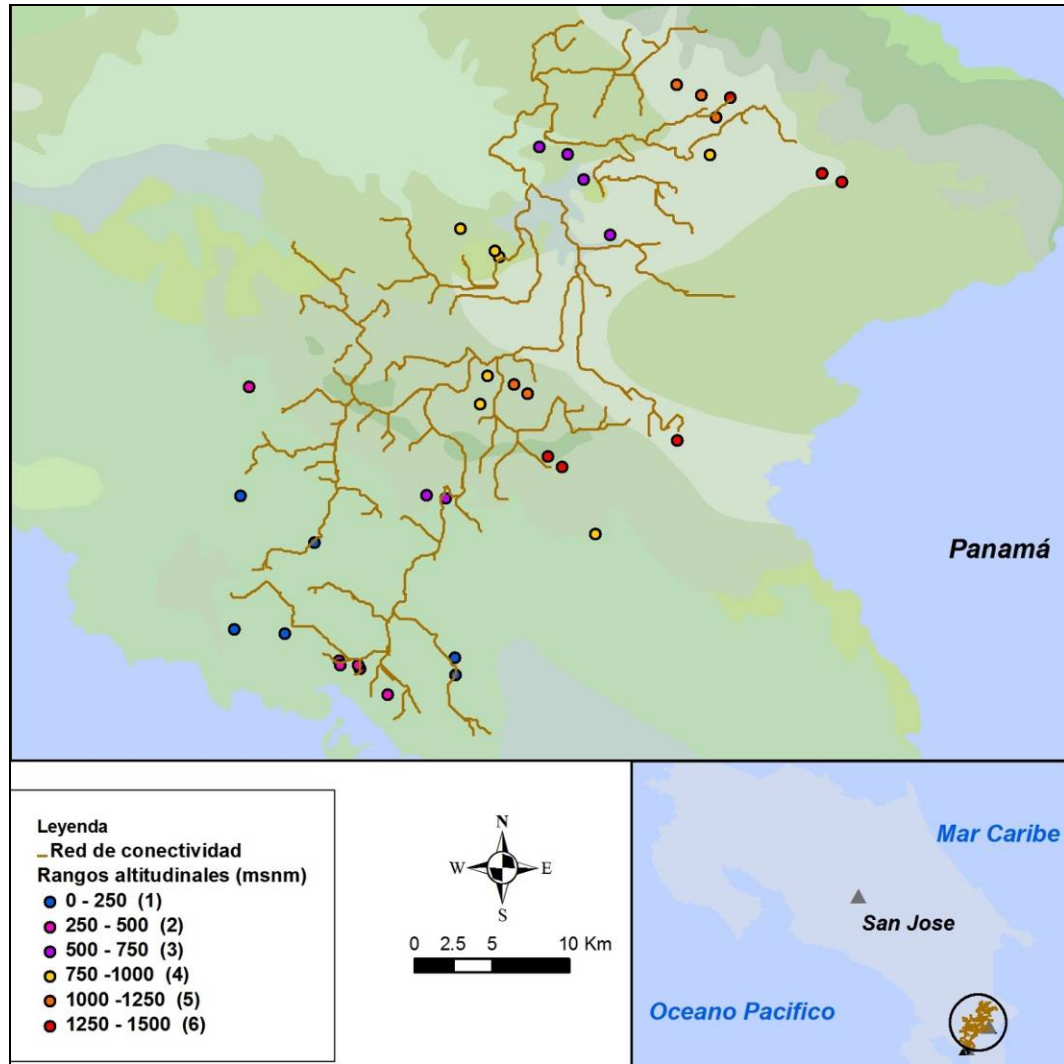 Panamá
Leyenda
Red de conectividad
Rangos altitudinales (msnm)
0 - 250 (1)
250 - 500 (2)
500 - 750 (3)
750 -1000 (4)
1000 -1250 (5)
1250 - 1500 (6)
N
W E
S
0 2.5 5 10 Km
Mar Caribe
San Jose
Oceano Pacifico